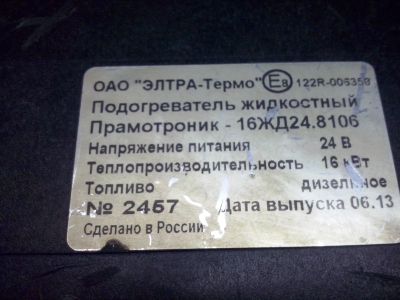 ОАО "ЭЛТРА-Термо" E8 122R-006358
Подогреватель жидкостный
Прамотроник - 16ЖД24.8106
Напряжение питания 24 В
Теплопроизводительность 16 кВт
Топливо дизельное
№ 2457 Дата выпуска 06.13
Сделано в России